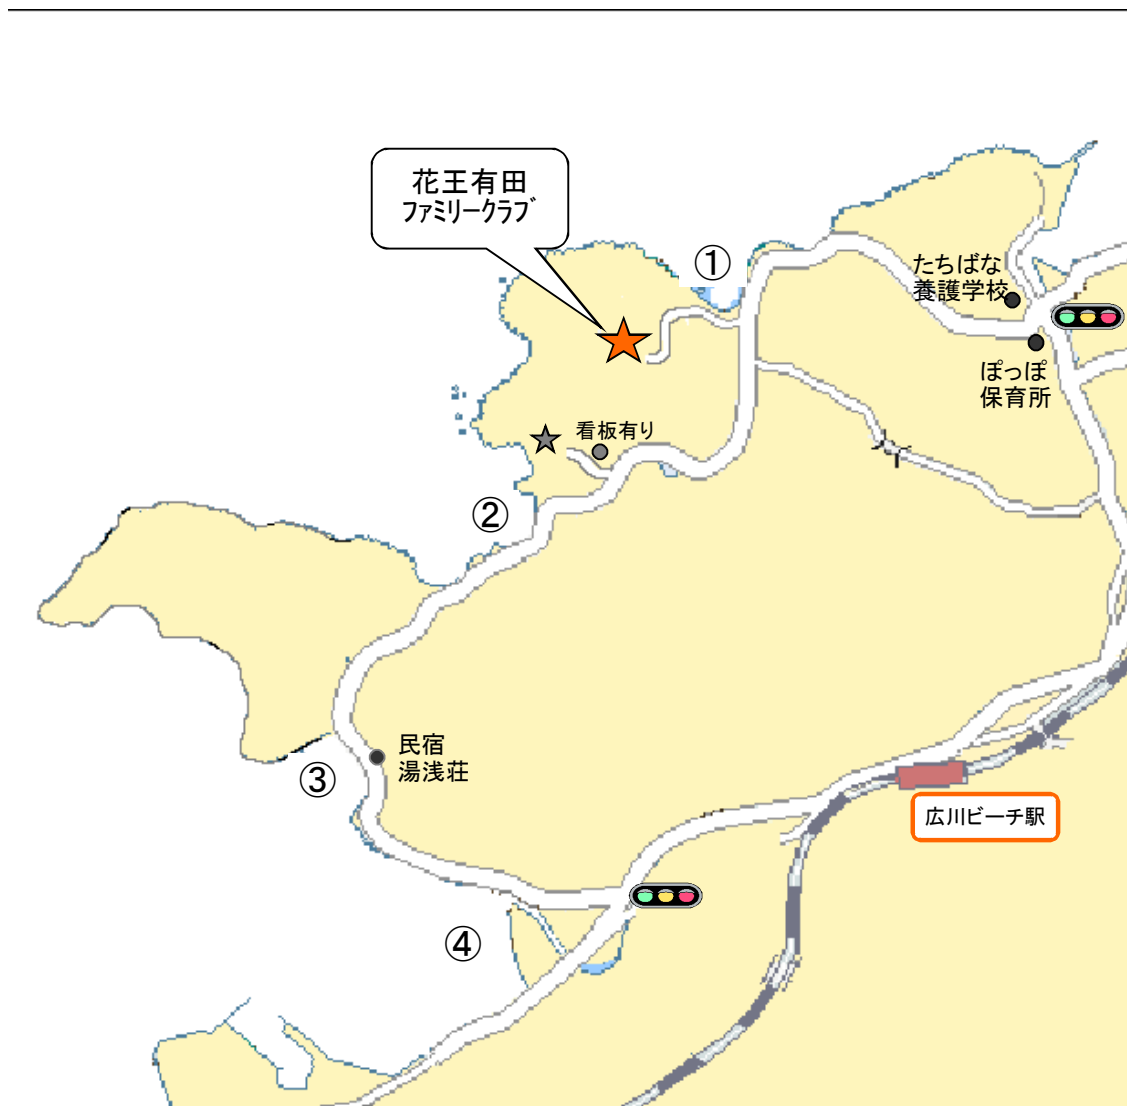 花王有田
ﾌｧﾐﾘｰｸﾗﾌﾞ
①
たちばな
養護学校
ぽっぽ
保育所
看板有り
②
民宿
湯浅荘
③
広川ビーチ駅
④